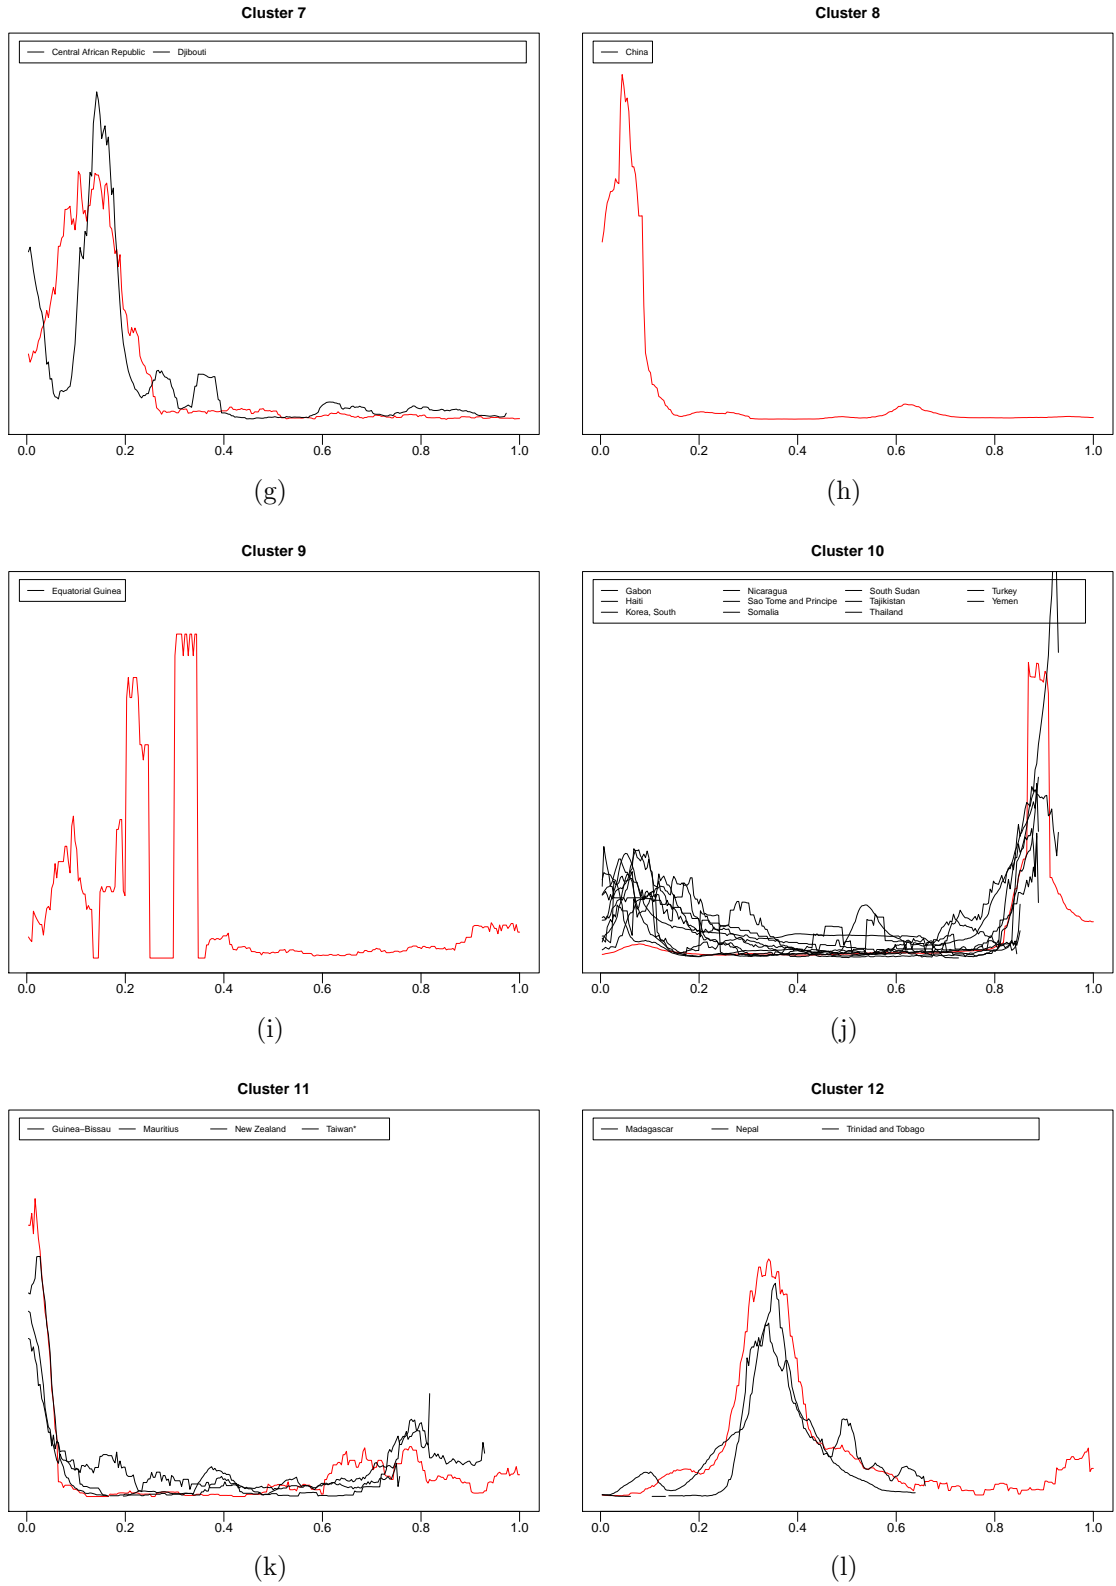 Cluster 7 Cluster 8
Central African Republic Djibouti China
0.0 0.2 0.4 0.6 0.8 1.0 0.0 0.2 0.4 0.6 0.8 1.0
(g) (h)
Cluster 9 Cluster 10
Equatorial Guinea Gabon Nicaragua South Sudan Turkey
Haiti Sao Tome and Principe Tajikistan Yemen
Korea, South Somalia Thailand
0.0 0.2 0.4 0.6 0.8 1.0 0.0 0.2 0.4 0.6 0.8 1.0
(i) (j)
Cluster 11 Cluster 12
Guinea−Bissau Mauritius New Zealand Taiwan* Madagascar Nepal Trinidad and Tobago
0.0 0.2 0.4 0.6 0.8 1.0 0.0 0.2 0.4 0.6 0.8 1.0
(k) (l)